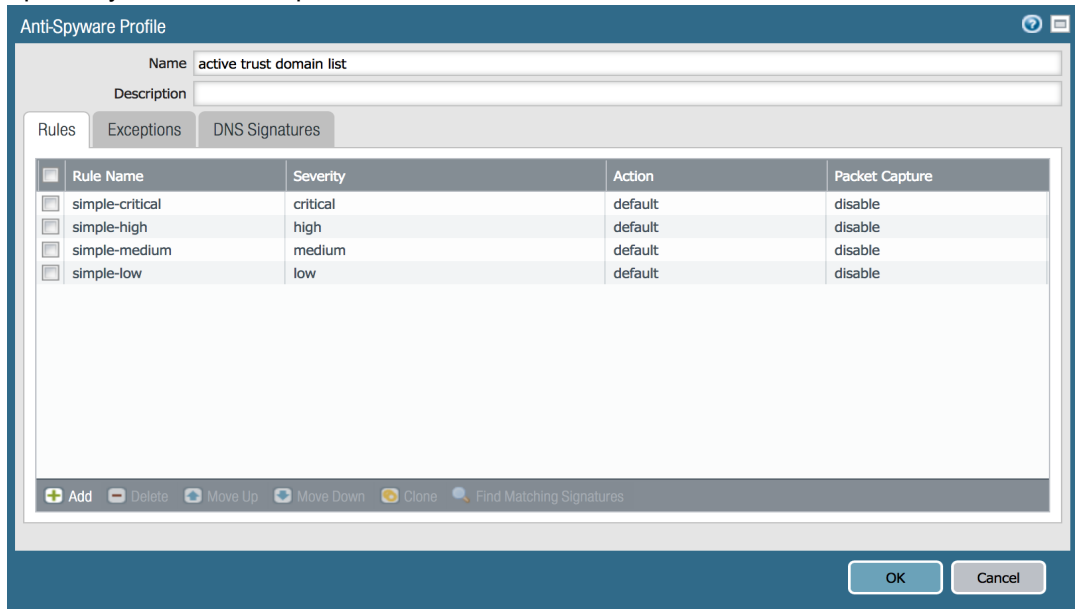 Anti-Spyware Profile
Name active trust domain list
Description
Rules Exceptions DNS Signatures
Rule Name Severity Action Packet Capture
simple-critical critical default disable
simple-high high default disable
simple-medium medium default disable
simple-low low default disable
Add Delete Move Up Move Down Clone Find Matching Signatures
OK Cancel